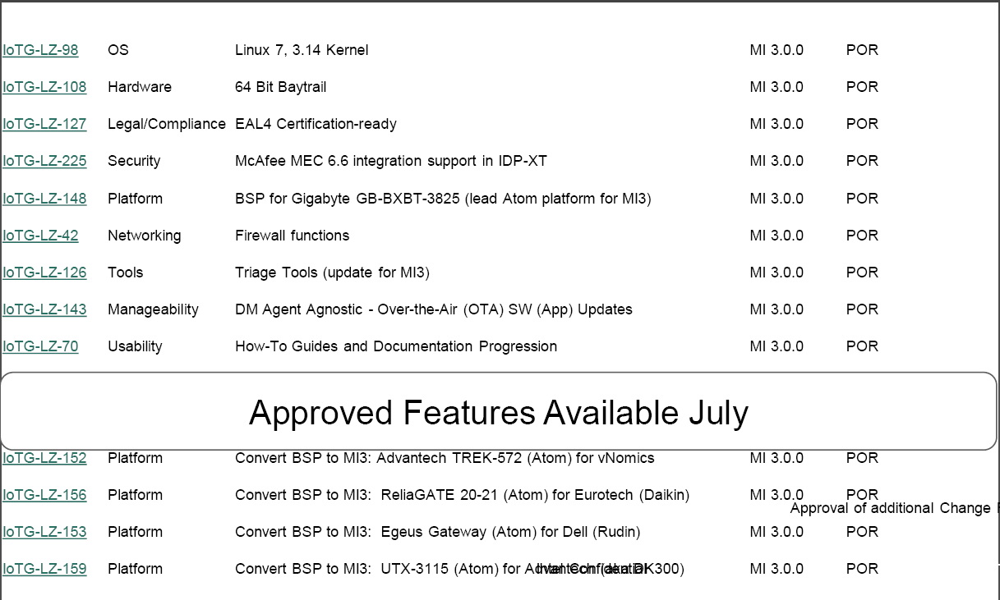 IoTG-LZ-98 OS Linux 7, 3.14 Kernel MI 3.0.0 POR
IoTG-LZ-108 Hardware 64 Bit Baytrail MI 3.0.0 POR
IoTG-LZ-127 Legal/Compliance EAL4 Certification-ready MI 3.0.0 POR
IoTG-LZ-225 Security McAfee MEC 6.6 integration support in IDP-XT MI 3.0.0 POR
IoTG-LZ-148 Platform BSP for Gigabyte GB-BXBT-3825 (lead Atom platform for MI3) MI 3.0.0 POR
IoTG-LZ-42 Networking Firewall functions MI 3.0.0 POR
IoTG-LZ-126 Tools Triage Tools (update for MI3) MI 3.0.0 POR
IoTG-LZ-143 Manageability DM Agent Agnostic - Over-the-Air (OTA) SW (App) Updates MI 3.0.0 POR
IoTG-LZ-70 Usability How-To Guides and Documentation Progression MI 3.0.0 POR
Approved Features Available July
IoTG-LZ-152 Platform Convert BSP to MI3: Advantech TREK-572 (Atom) for vNomics MI 3.0.0 POR
IoTG-LZ-156 Platform Convert BSP to MI3: ReliaGATE 20-21 (Atom) for Eurotech (Daikin) MI 3.0.0 POR
Approval of additional Change
IoTG-LZ-153 Platform Convert BSP to MI3: Egeus Gateway (Atom) for Dell (Rudin) MI 3.0.0 POR
IoTG-LZ-159 Platform Convert BSP to MI3: UTX-3115 (Atom) for Advantech (aka DK300) MI 3.0.0 POR
Intel Confidential